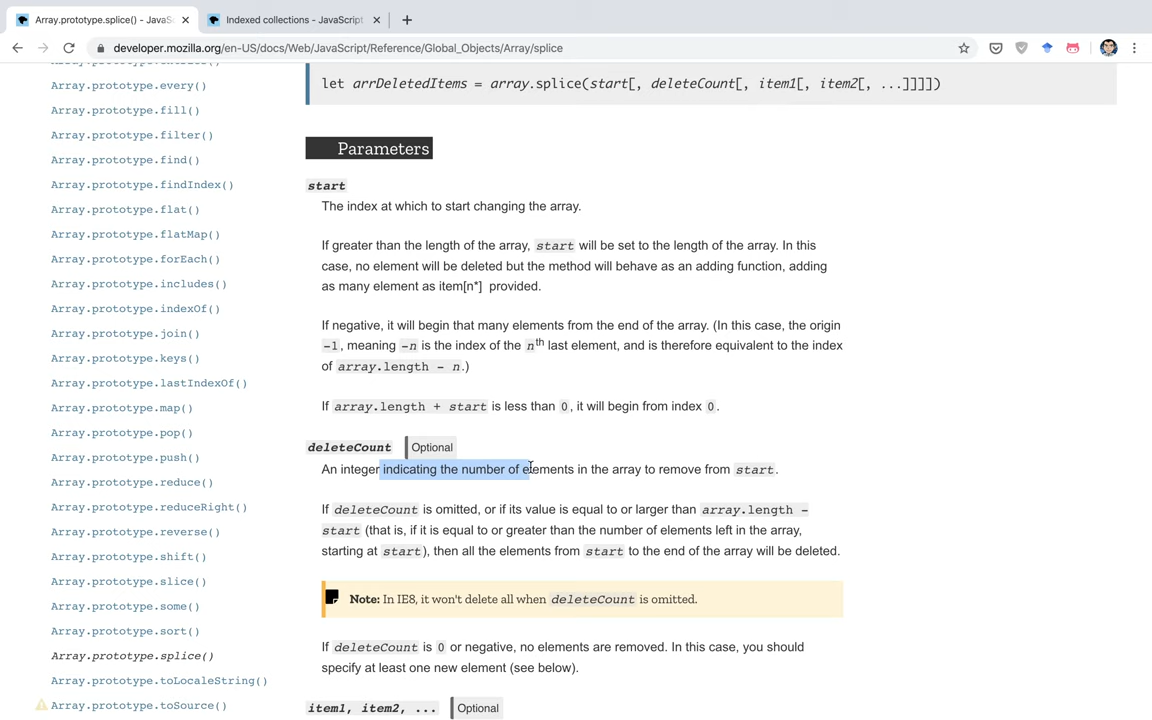 Array.prototype.splice() - JavaSc
Indexed collections - JavaScript
developer.mozilla.org/en-US/docs/Web/JavaScript/Reference/Global_Objects/Array/splice
Array.prototype.every()
Array.prototype.fill()
Array.prototype.filter()
Array.prototype.find()
Array.prototype.findIndex()
Array.prototype.flat()
Array.prototype.flatMap()
Array.prototype.forEach()
Array.prototype.includes()
Array.prototype.indexOf()
Array.prototype.join()
Array.prototype.keys()
Array.prototype.lastIndexOf()
Array.prototype.map()
Array.prototype.pop()
Array.prototype.push()
Array.prototype.reduce()
Array.prototype.reduceRight()
Array.prototype.reverse()
Array.prototype.shift()
Array.prototype.slice()
Array.prototype.some()
Array.prototype.sort()
Array.prototype.splice()
Array.prototype.toLocaleString()
Array.prototype.toSource()
let arrDeletedItems = array.splice(start[, deleteCount[, item1[, item2[, ...]]]])
Parameters
start
The index at which to start changing the array.
If greater than the length of the array, start will be set to the length of the array. In this
case, no element will be deleted but the method will behave as an adding function, adding
as many element as item[n*] provided.
If negative, it will begin that many elements from the end of the array. (In this case, the origin
-1, meaning -n is the index of the nth last element, and is therefore equivalent to the index
of array.length - n.)
If array.length + start is less than 0, it will begin from index 0.
deleteCount Optional
An integer indicating the number of elements in the array to remove from start.
If deleteCount is omitted, or if its value is equal to or larger than array.length -
start (that is, if it is equal to or greater than the number of elements left in the array,
starting at start), then all the elements from start to the end of the array will be deleted.
Note: In IE8, it won't delete all when deleteCount is omitted.
If deleteCount is 0 or negative, no elements are removed. In this case, you should
specify at least one new element (see below).
item1, item2, ... Optional